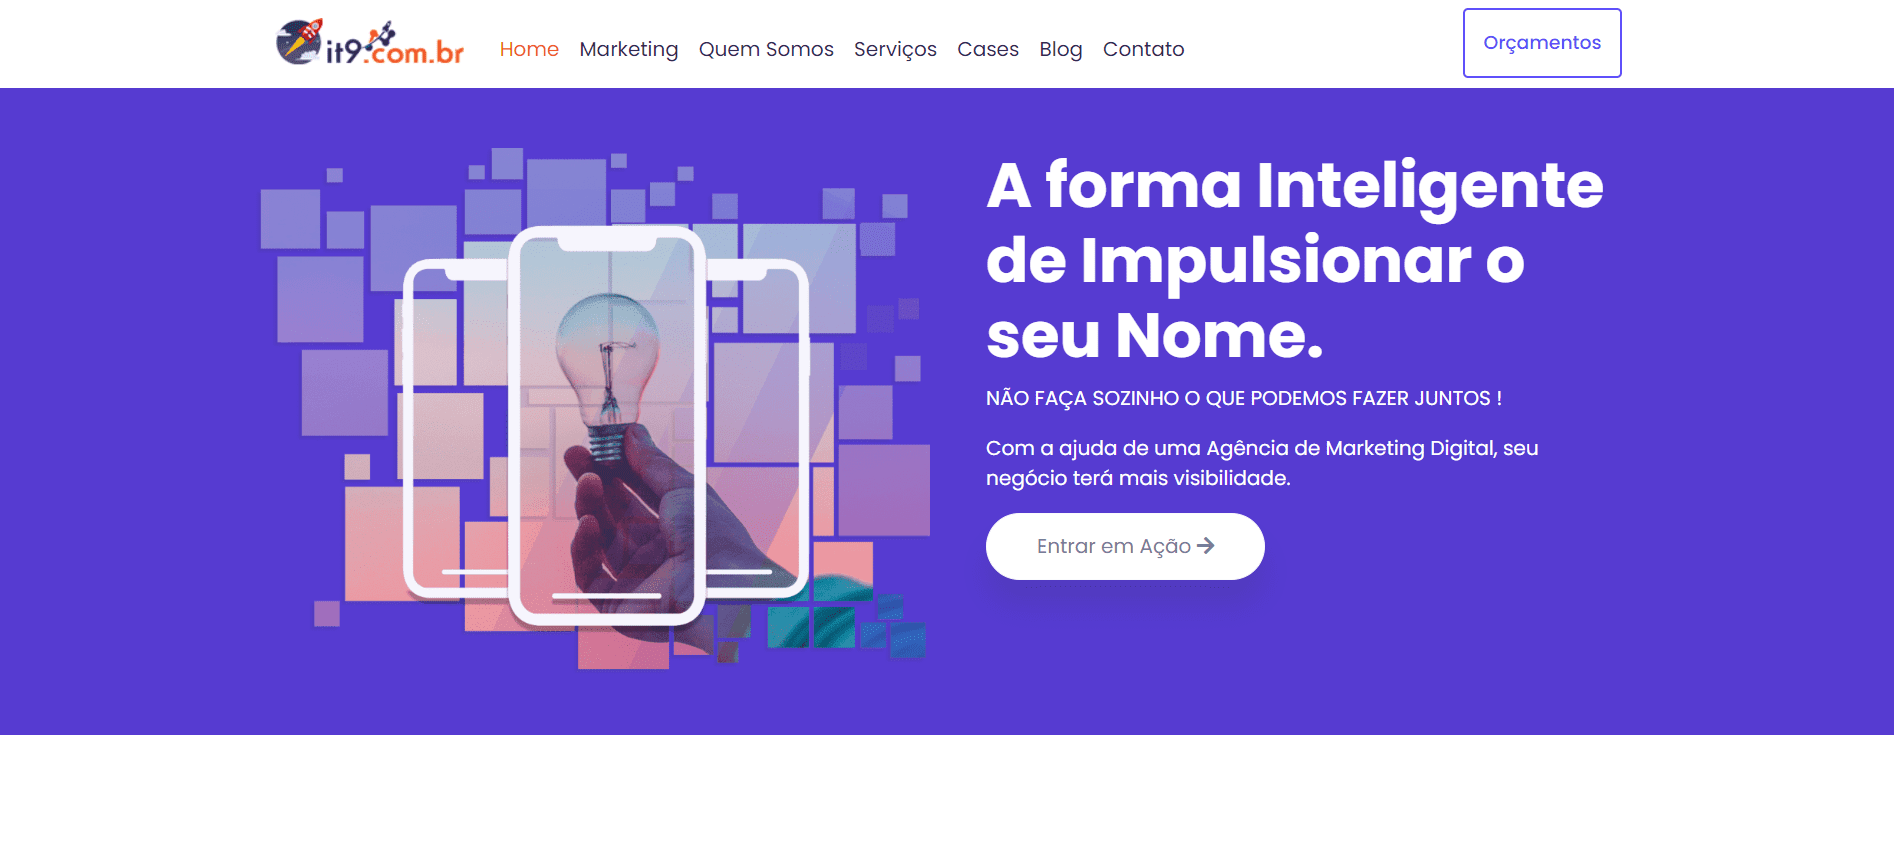 it9.com.br
Home Marketing Quem Somos Serviços Cases Blog Contato
Orçamentos
A forma Inteligente
de Impulsionar o
seu Nome.
NÃO FAÇA SOZINHO O QUE PODEMOS FAZER JUNTOS !
Com a ajuda de uma Agência de Marketing Digital, seu
negócio terá mais visibilidade.
Entrar em Ação